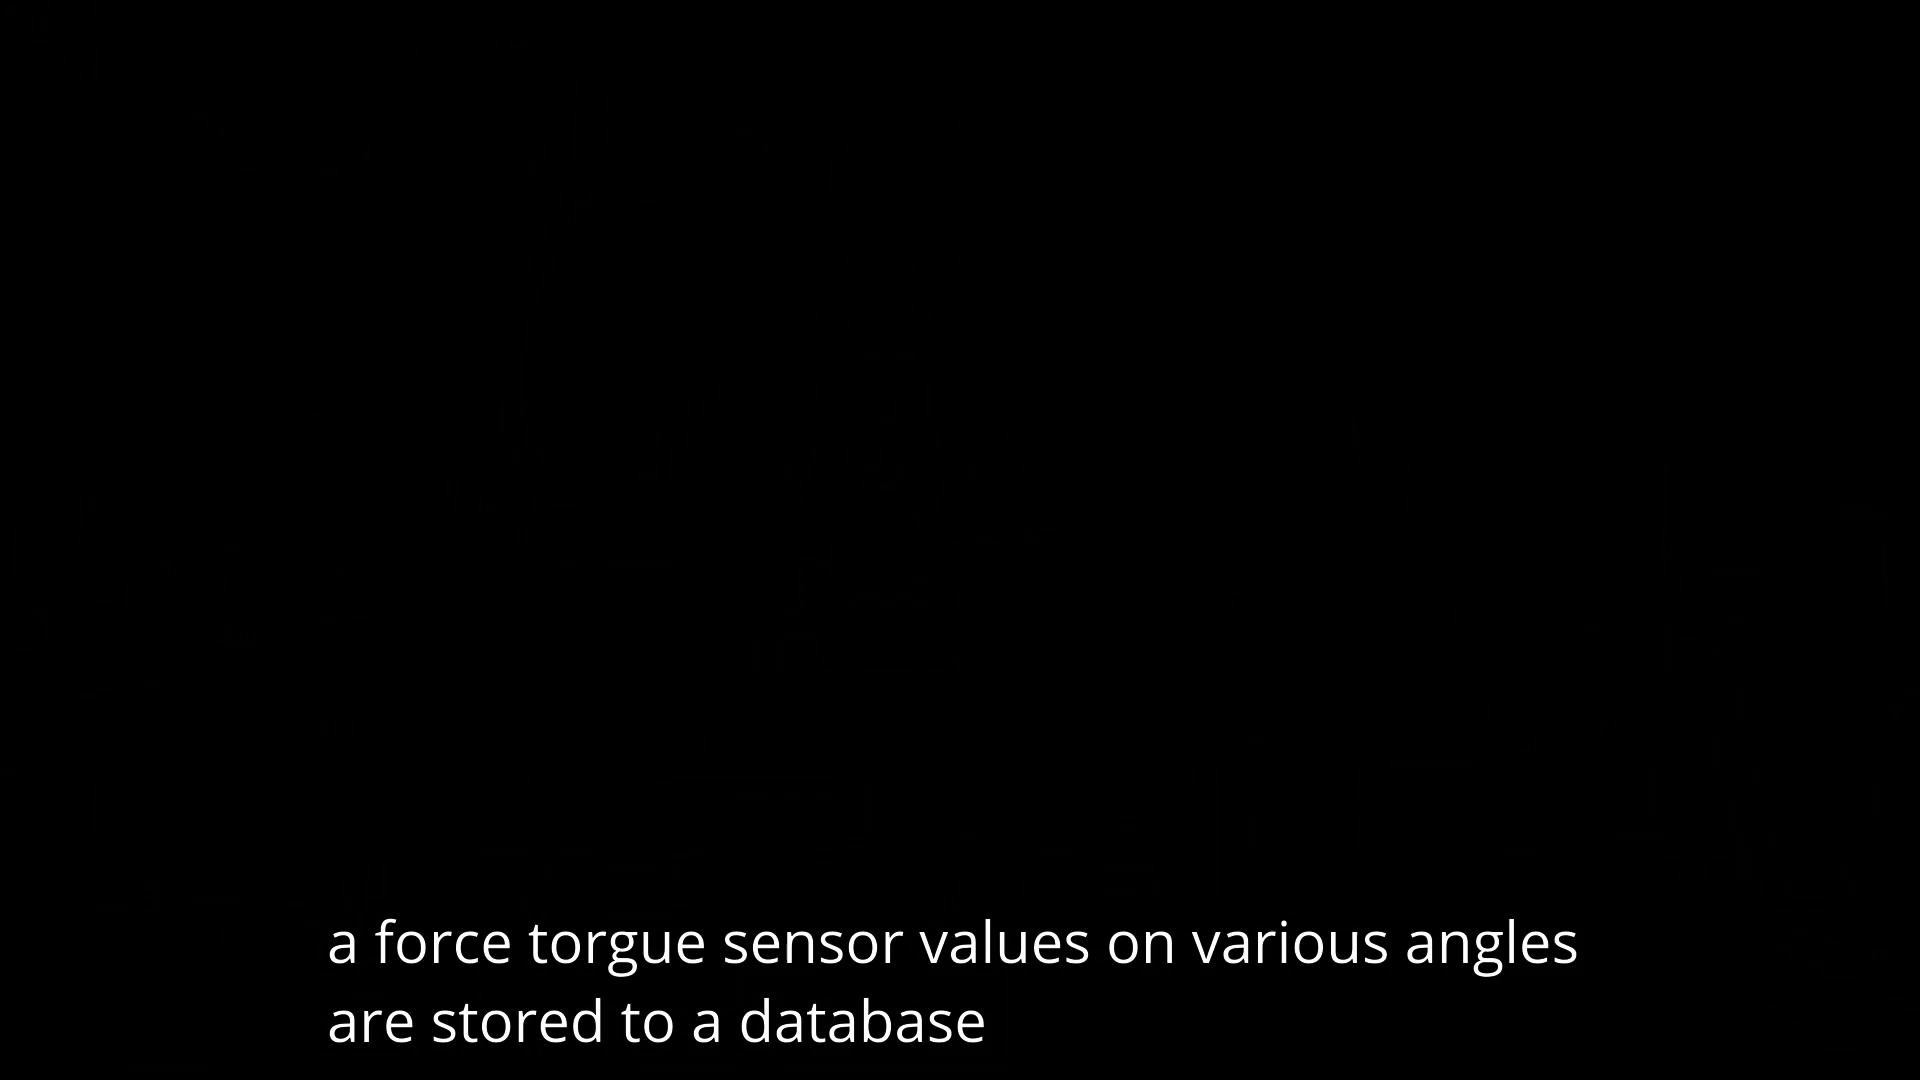 a force torgue sensor values on various angles
are stored to a database